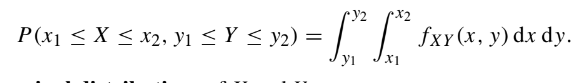 P(x₁ ≤ X ≤ x₂, y₁ ≤ Y ≤ y₂) = ∫_{y₁}^{y₂} ∫_{x₁}^{x₂} f_{XY}(x, y) dx dy.